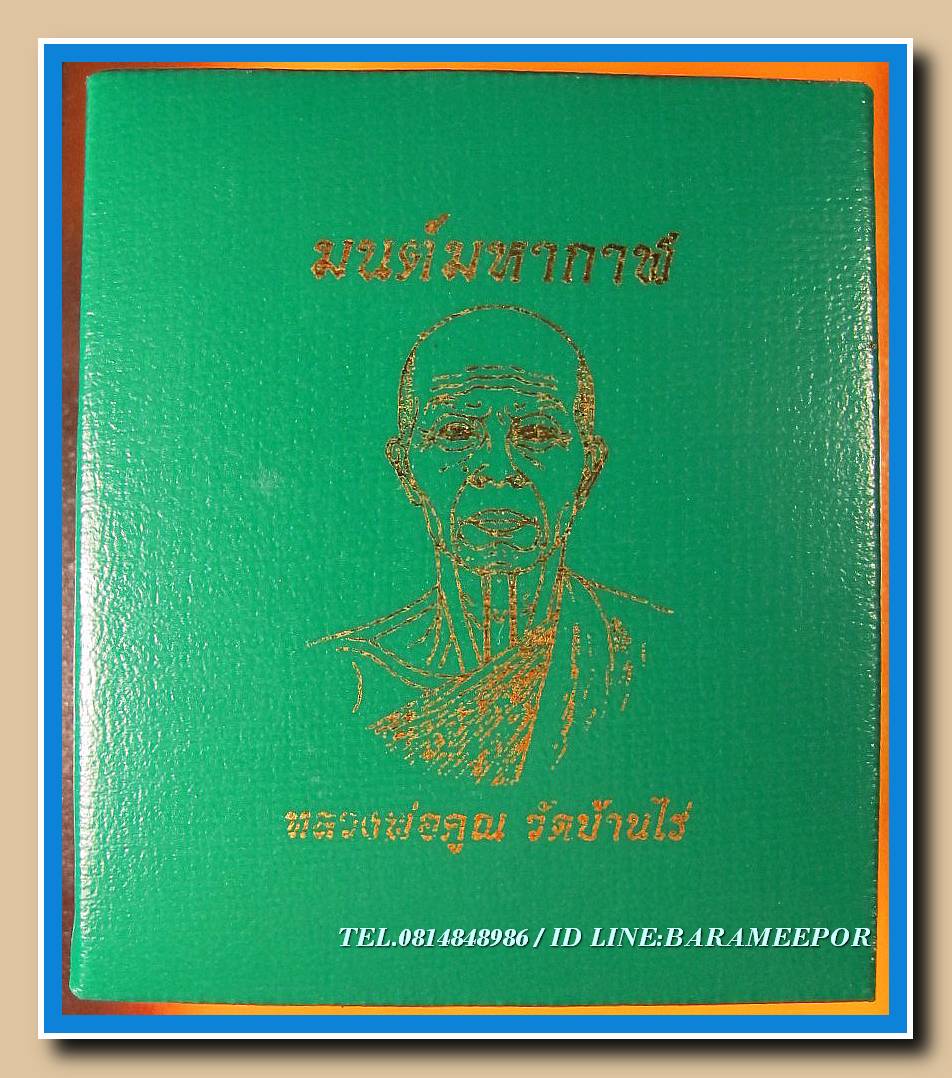 มนต์มหากาฬ
หลวงพ่อคูณ วัดบ้านไร่
TEL.0814848986 / ID LINE:BARAMEEPOR